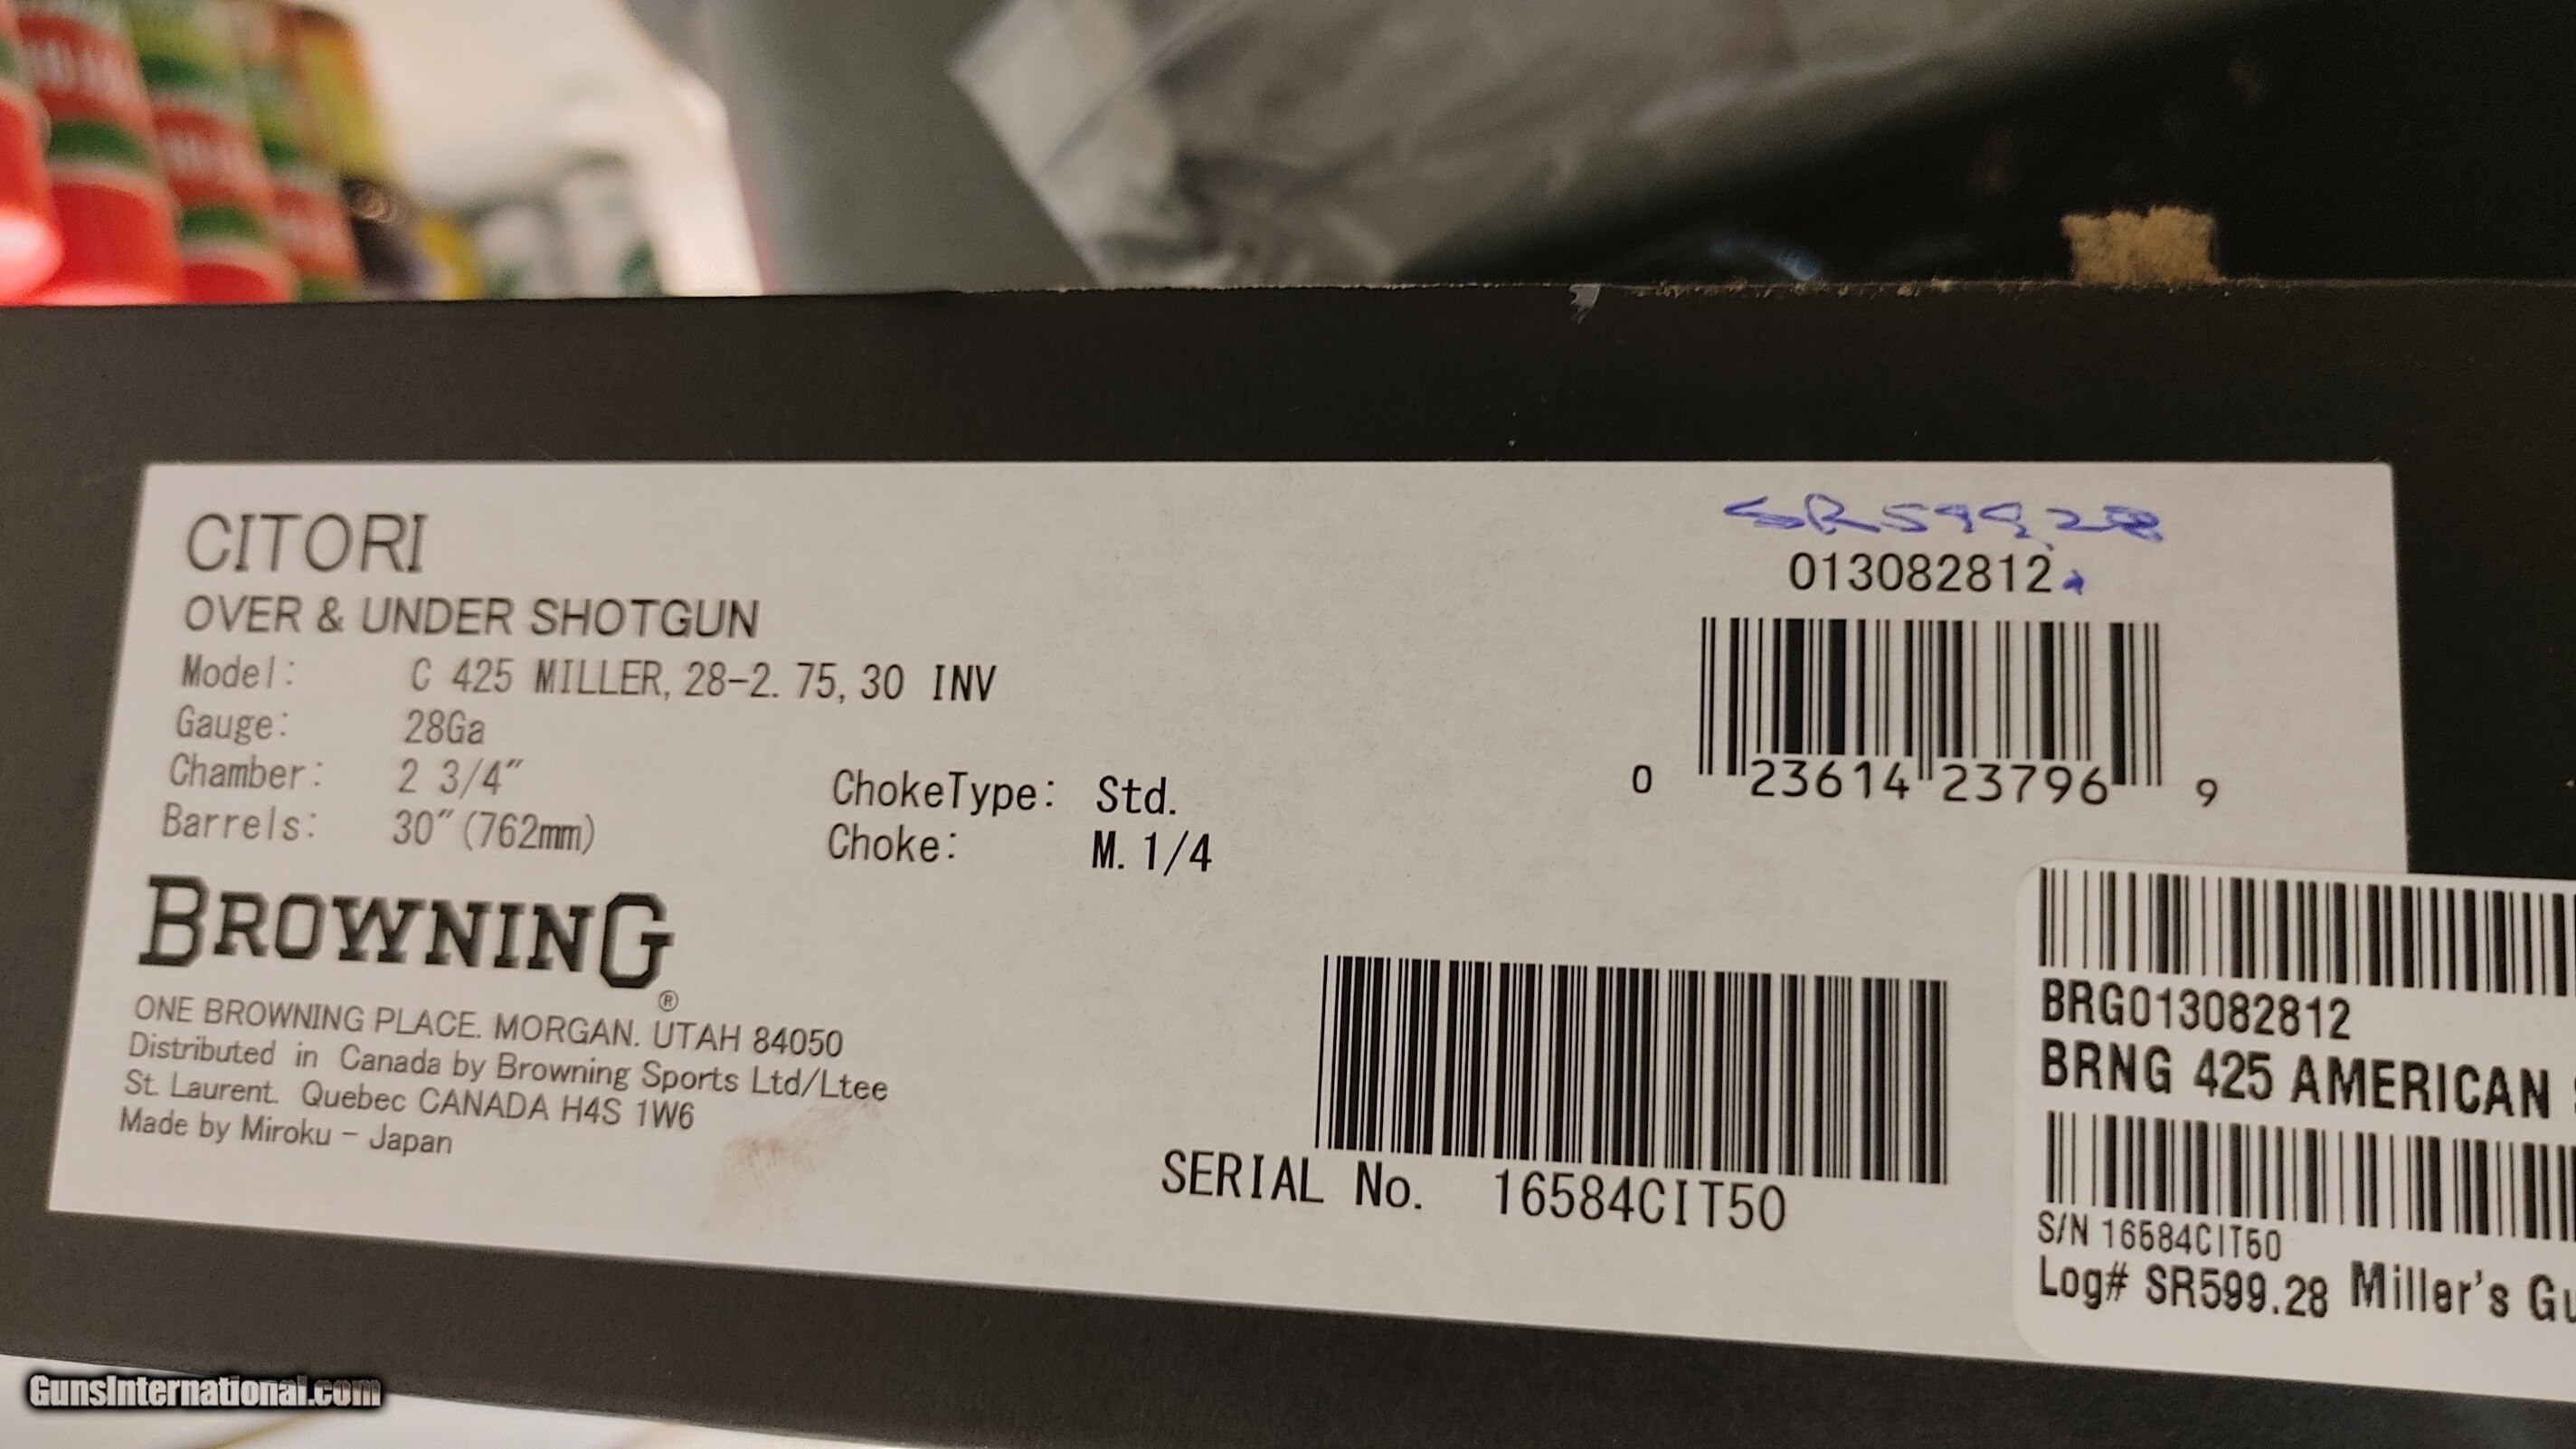 CITORI
OVER & UNDER SHOTGUN
Model: C 425 MILLER, 28-2. 75, 30 INV
Gauge: 28Ga
Chamber: 2 3/4"
Barrels: 30" (762mm)
ChokeType: Std.
Choke: M. 1/4
BROWNING®
ONE BROWNING PLACE. MORGAN. UTAH 84050
Distributed in Canada by Browning Sports Ltd/Ltee
St. Laurent. Quebec CANADA H4S 1W6
Made by Miroku - Japan
SR599.28
013082812
0 23614 23796 9
SERIAL No. 16584CIT50
BRG013082812
BRNG 425 AMERICAN
S/N 16584CIT50
Log# SR599.28 Miller's Gu
GunsInternational.com